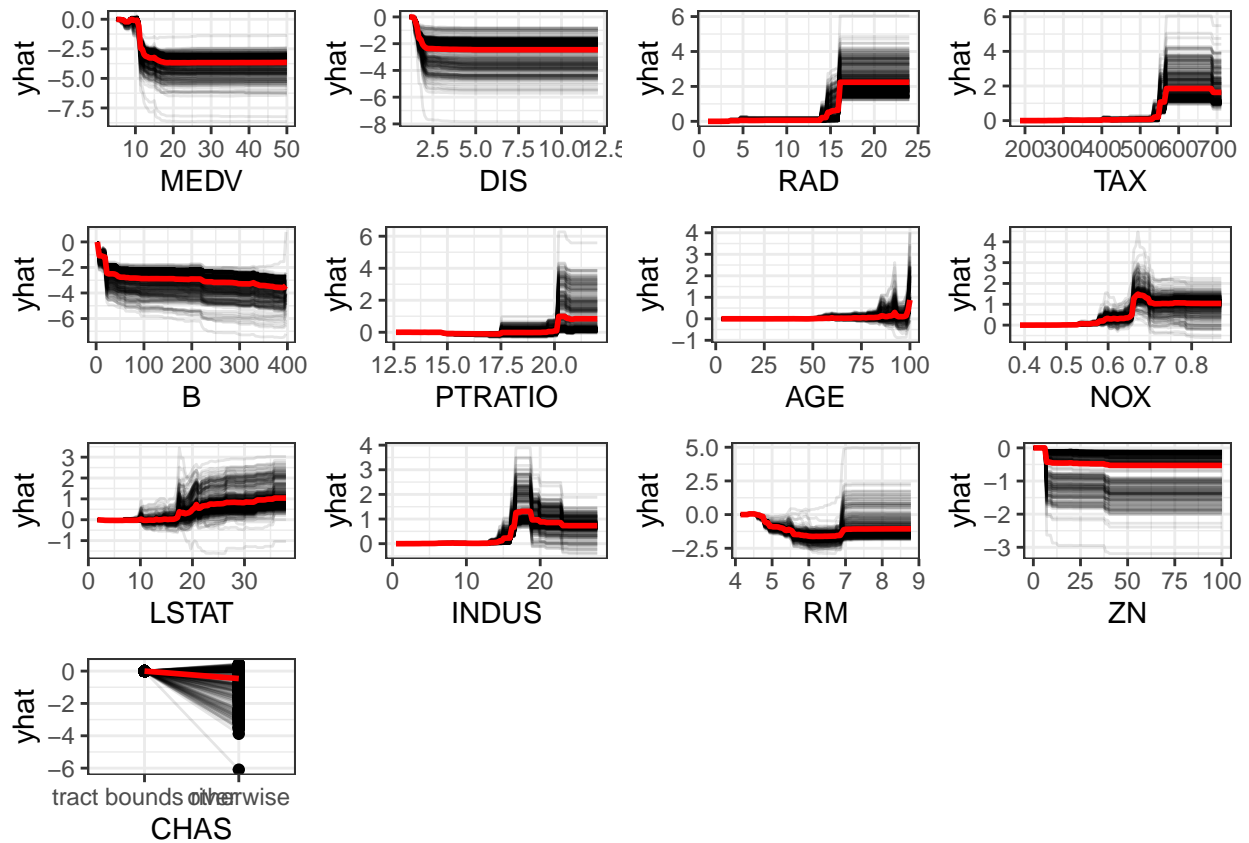 yhat
0.0
−2.5
−5.0
−7.5
10 20 30 40 50
MEDV
yhat
0
−2
−4
−6
−8
2.5 5.0 7.5 10.0 12.5
DIS
yhat
6
4
2
0
0 5 10 15 20 25
RAD
yhat
6
4
2
0
200 300 400 500 600 700
TAX
yhat
0
−2
−4
−6
0 100 200 300 400
B
yhat
6
4
2
0
12.5 15.0 17.5 20.0
PTRATIO
yhat
4
3
2
1
0
−1
0 25 50 75 100
AGE
yhat
4
3
2
1
0
0.4 0.5 0.6 0.7 0.8
NOX
yhat
3
2
1
0
−1
0 10 20 30
LSTAT
yhat
4
3
2
1
0
0 10 20
INDUS
yhat
5.0
2.5
0.0
−2.5
4 5 6 7 8 9
RM
yhat
0
−1
−2
−3
0 25 50 75 100
ZN
yhat
0
−2
−4
−6
tract bounds river otherwise
CHAS